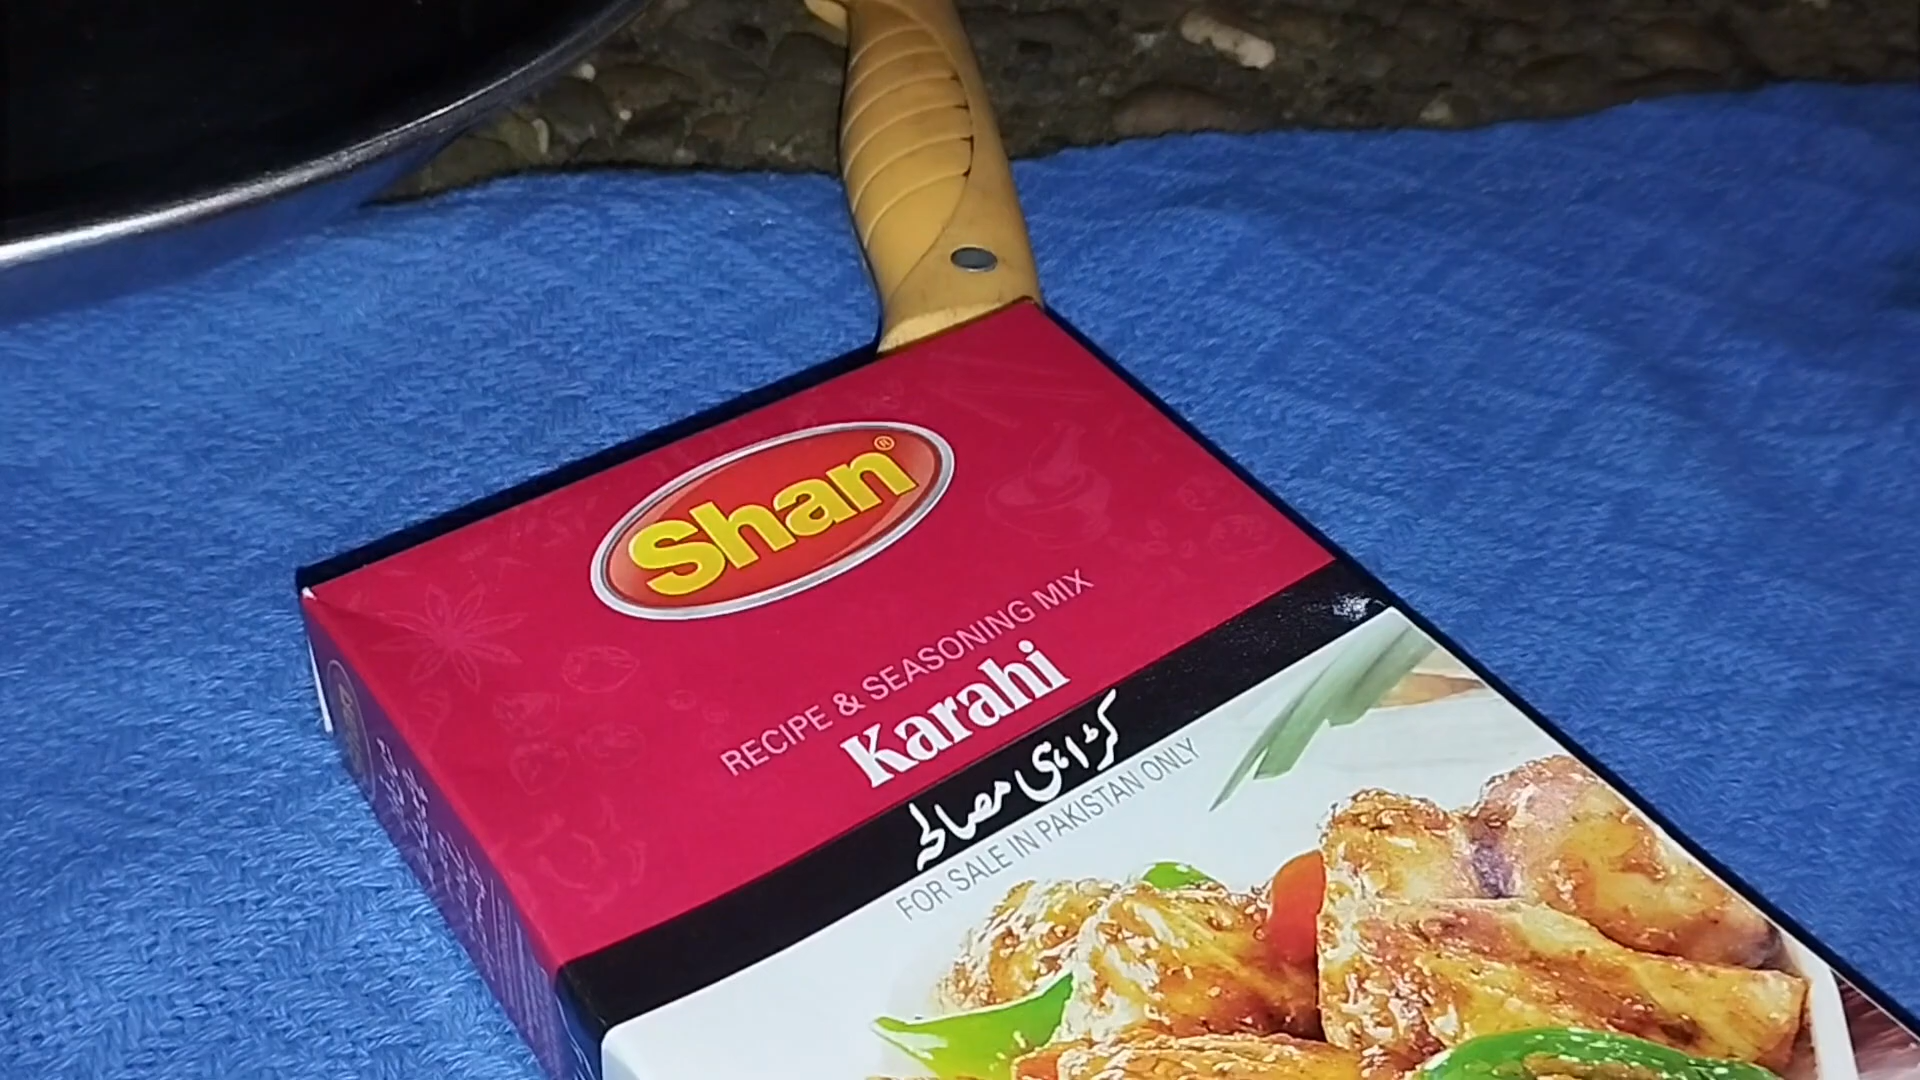 Shan®
RECIPE & SEASONING MIX
Karahi
کڑاہی مصالحہ
FOR SALE IN PAKISTAN ONLY